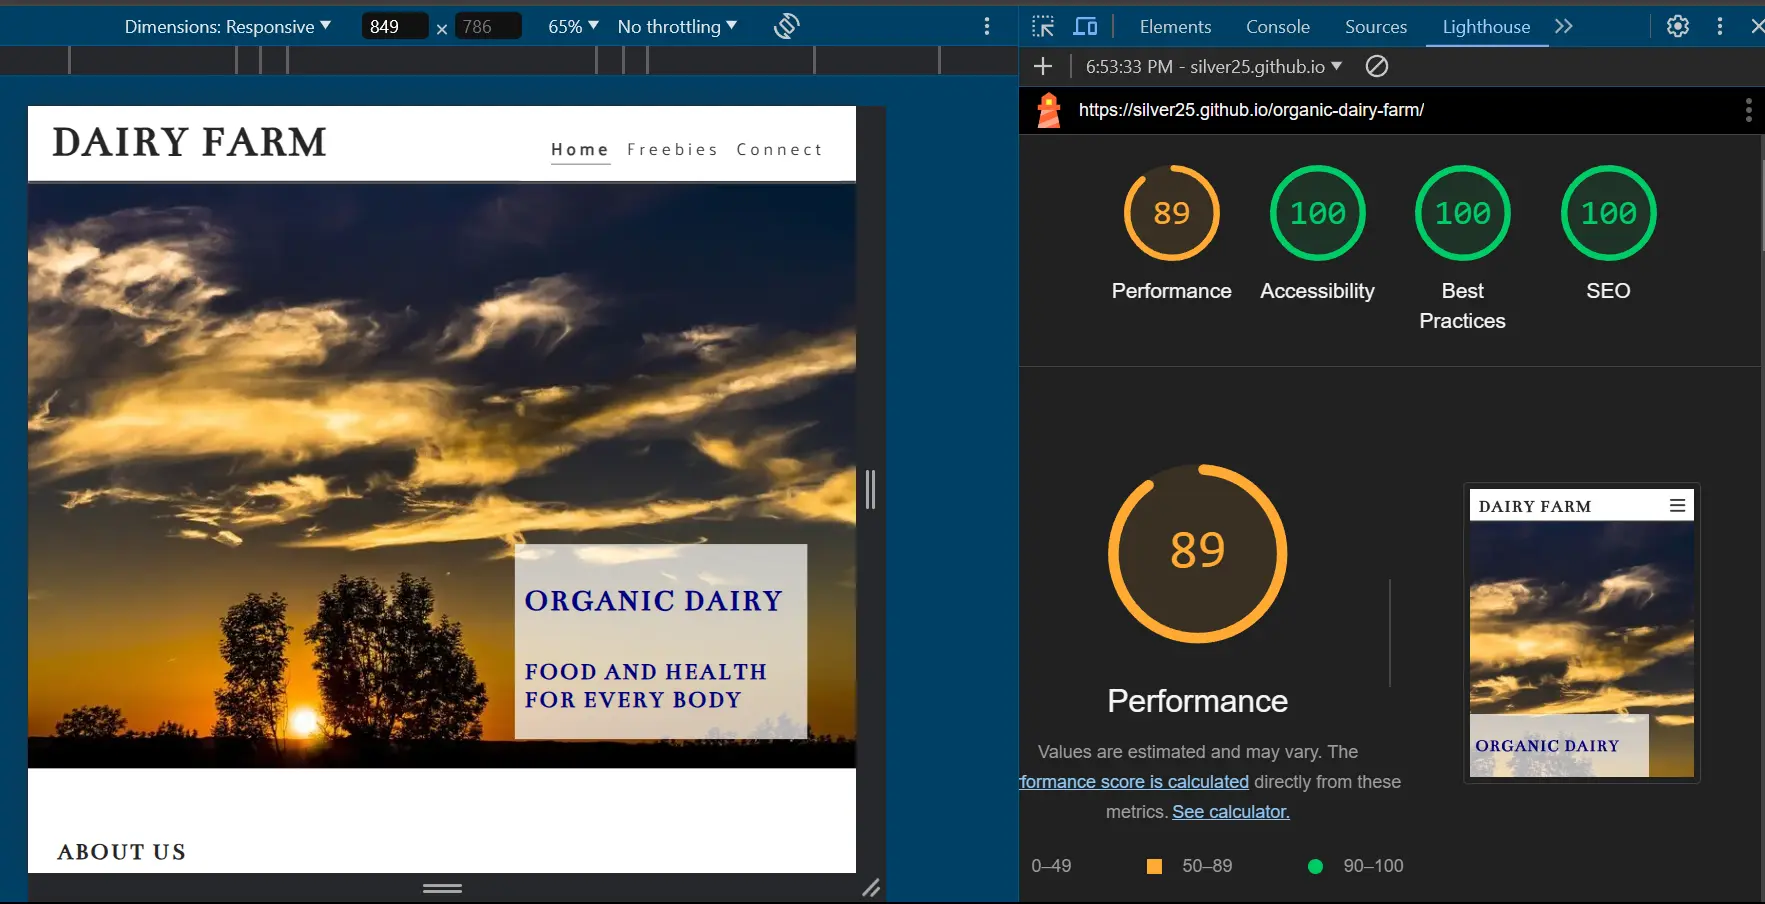 Dimensions: Responsive 849 × 786 65% No throttling
Elements Console Sources Lighthouse
6:53:33 PM - silver25.github.io
https://silver25.github.io/organic-dairy-farm/
DAIRY FARM
Home Freebies Connect
ORGANIC DAIRY
FOOD AND HEALTH
FOR EVERY BODY
ABOUT US
89 100 100 100
Performance Accessibility Best SEO
Practices
89
Performance
Values are estimated and may vary. The
formance score is calculated directly from these
metrics. See calculator.
0–49 50–89 90–100
DAIRY FARM
ORGANIC DAIRY